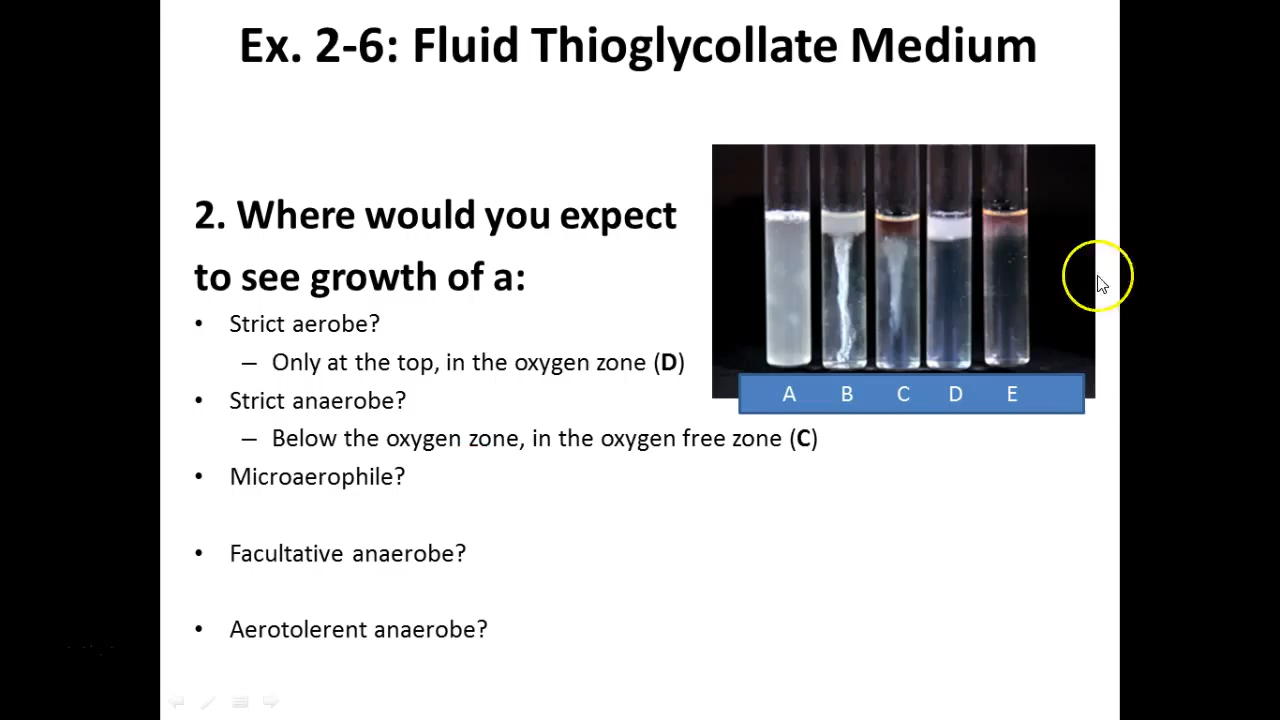 Ex. 2-6: Fluid Thioglycollate Medium
2. Where would you expect
to see growth of a:
• Strict aerobe?
– Only at the top, in the oxygen zone (D)
• Strict anaerobe?
– Below the oxygen zone, in the oxygen free zone (C)
• Microaerophile?
• Facultative anaerobe?
• Aerotolerent anaerobe?
A B C D E